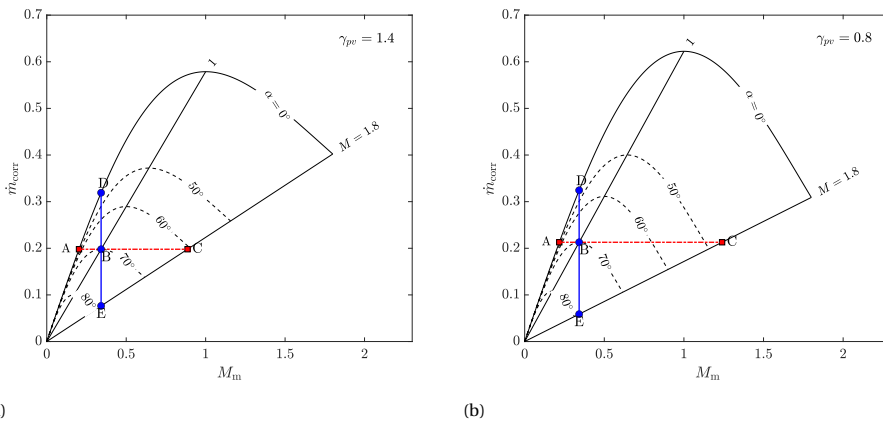 0.7
0.6
0.5
0.4
0.3
0.2
0.1
0
0 0.5 1 1.5 2
ṁcorr
Mm
γpv = 1.4
1
α = 0°
M = 1.8
50°
60°
70°
80°
D
A
B
C
E
)
0.7
0.6
0.5
0.4
0.3
0.2
0.1
0
0 0.5 1 1.5 2
ṁcorr
Mm
γpv = 0.8
1
α = 0°
M = 1.8
50°
60°
70°
80°
D
A
B
C
E
(b)